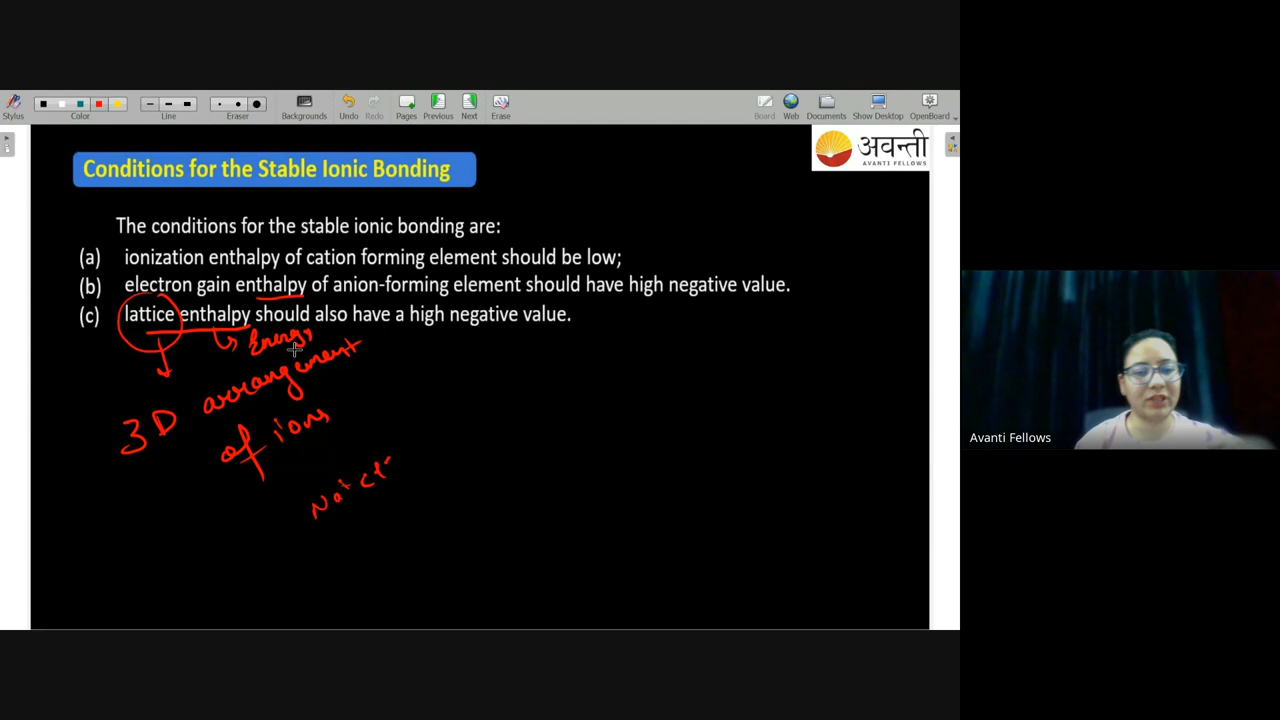 Stylus
Color
Line
Eraser
Backgrounds
Undo
Redo
Pages
Previous
Next
Erase
Board
Web
Documents
Show Desktop
OpenBoard
अवन्ती
AVANTI FELLOWS
Conditions for the Stable Ionic Bonding
The conditions for the stable ionic bonding are:
(a) ionization enthalpy of cation forming element should be low;
(b) electron gain enthalpy of anion-forming element should have high negative value.
(c) lattice enthalpy should also have a high negative value.
Energy
3D arrangement
of ions
Na⁺ Cl⁻
Avanti Fellows